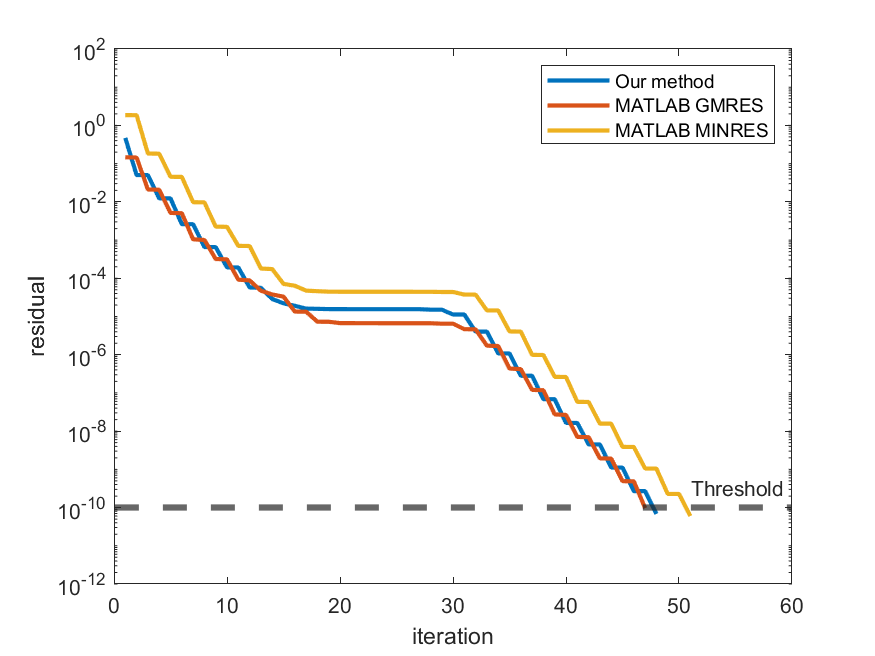 10^2
10^0
10^-2
10^-4
10^-6
10^-8
10^-10
10^-12
residual
Our method
MATLAB GMRES
MATLAB MINRES
Threshold
0 10 20 30 40 50 60
iteration